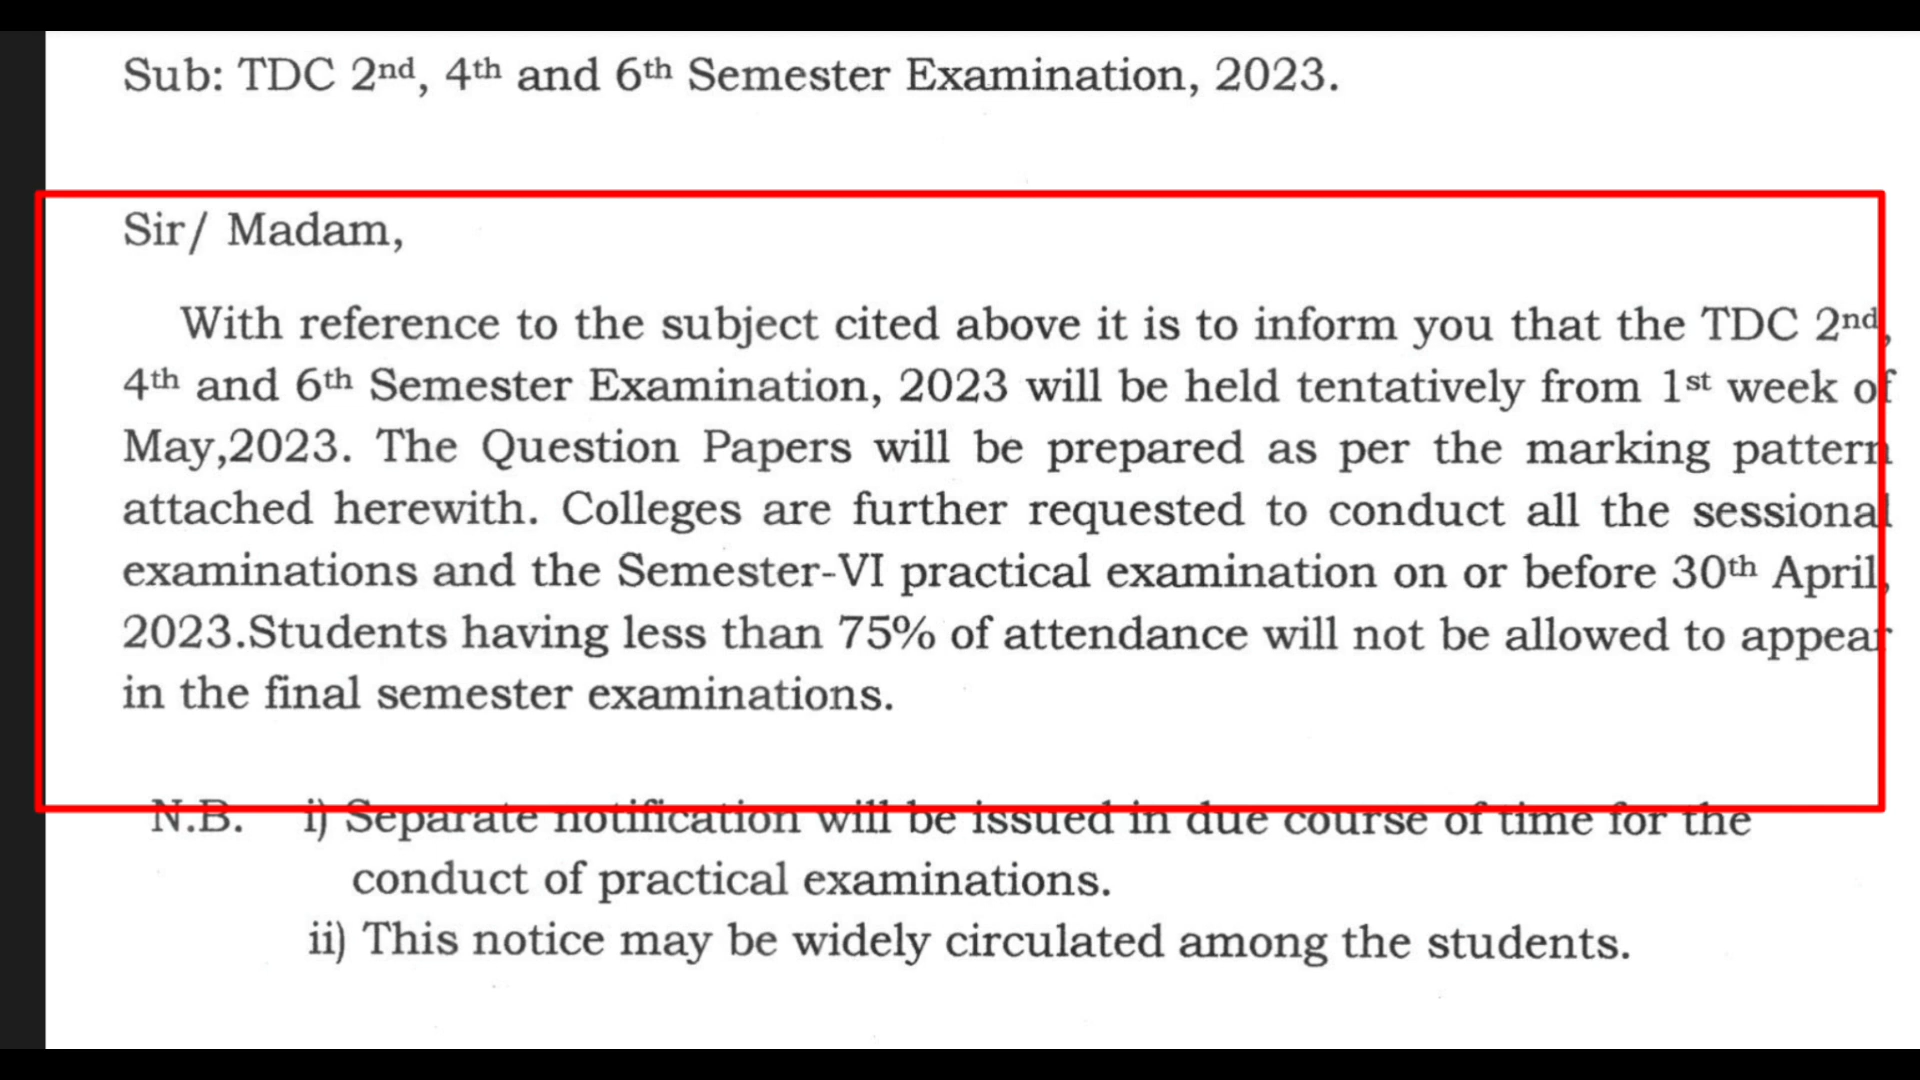 Sub: TDC 2nd, 4th and 6th Semester Examination, 2023.
Sir/ Madam,
With reference to the subject cited above it is to inform you that the TDC 2nd,
4th and 6th Semester Examination, 2023 will be held tentatively from 1st week of
May,2023. The Question Papers will be prepared as per the marking pattern
attached herewith. Colleges are further requested to conduct all the sessional
examinations and the Semester-VI practical examination on or before 30th April,
2023.Students having less than 75% of attendance will not be allowed to appear
in the final semester examinations.
N.B. i) Separate notification will be issued in due course of time for the
conduct of practical examinations.
ii) This notice may be widely circulated among the students.